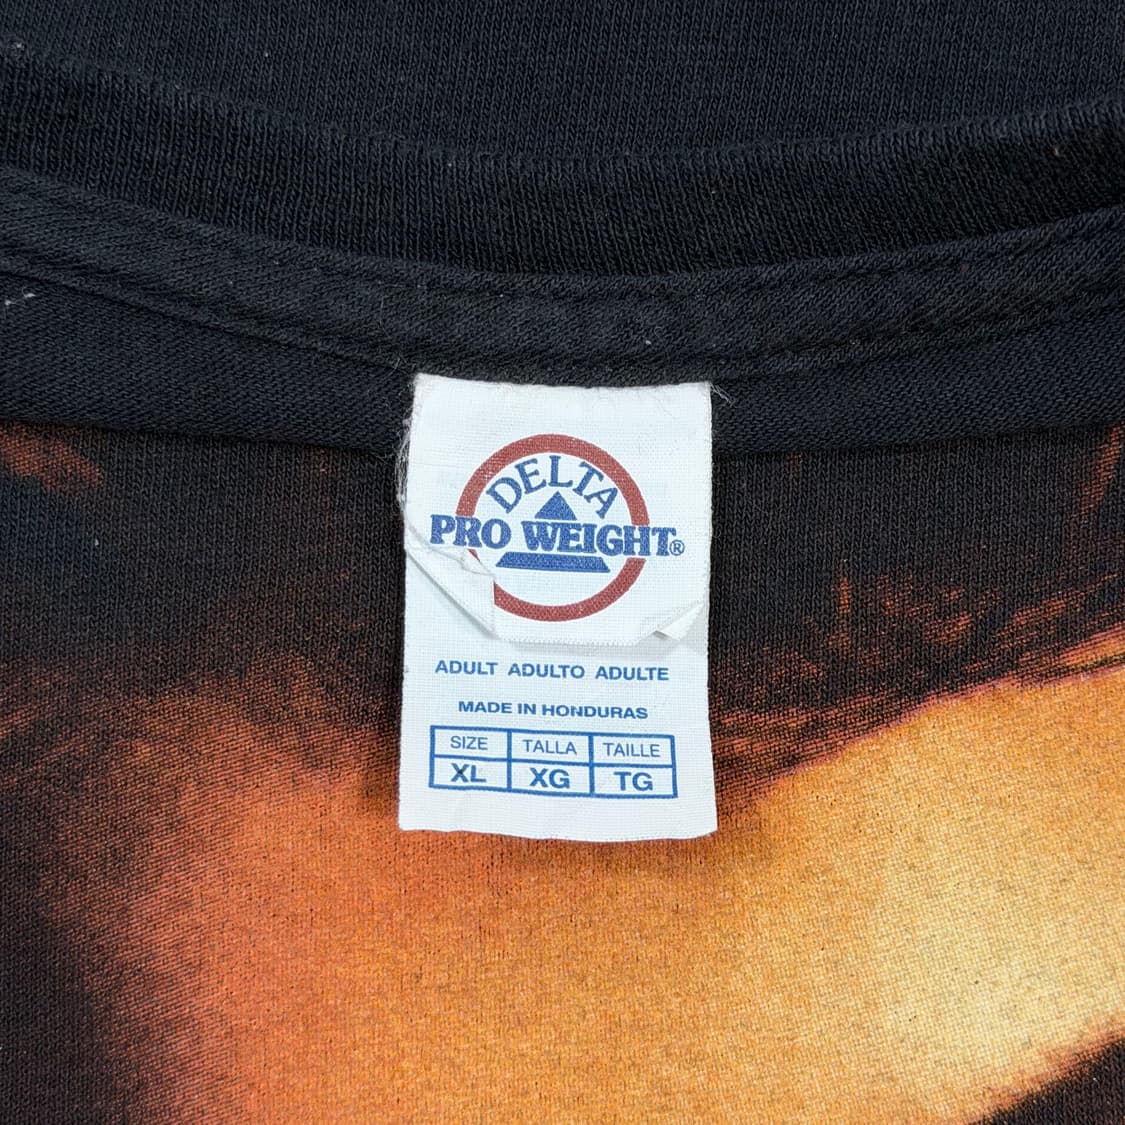 DELTA
PRO WEIGHT®
ADULT ADULTO ADULTE
MADE IN HONDURAS
SIZE TALLA TAILLE
XL XG TG